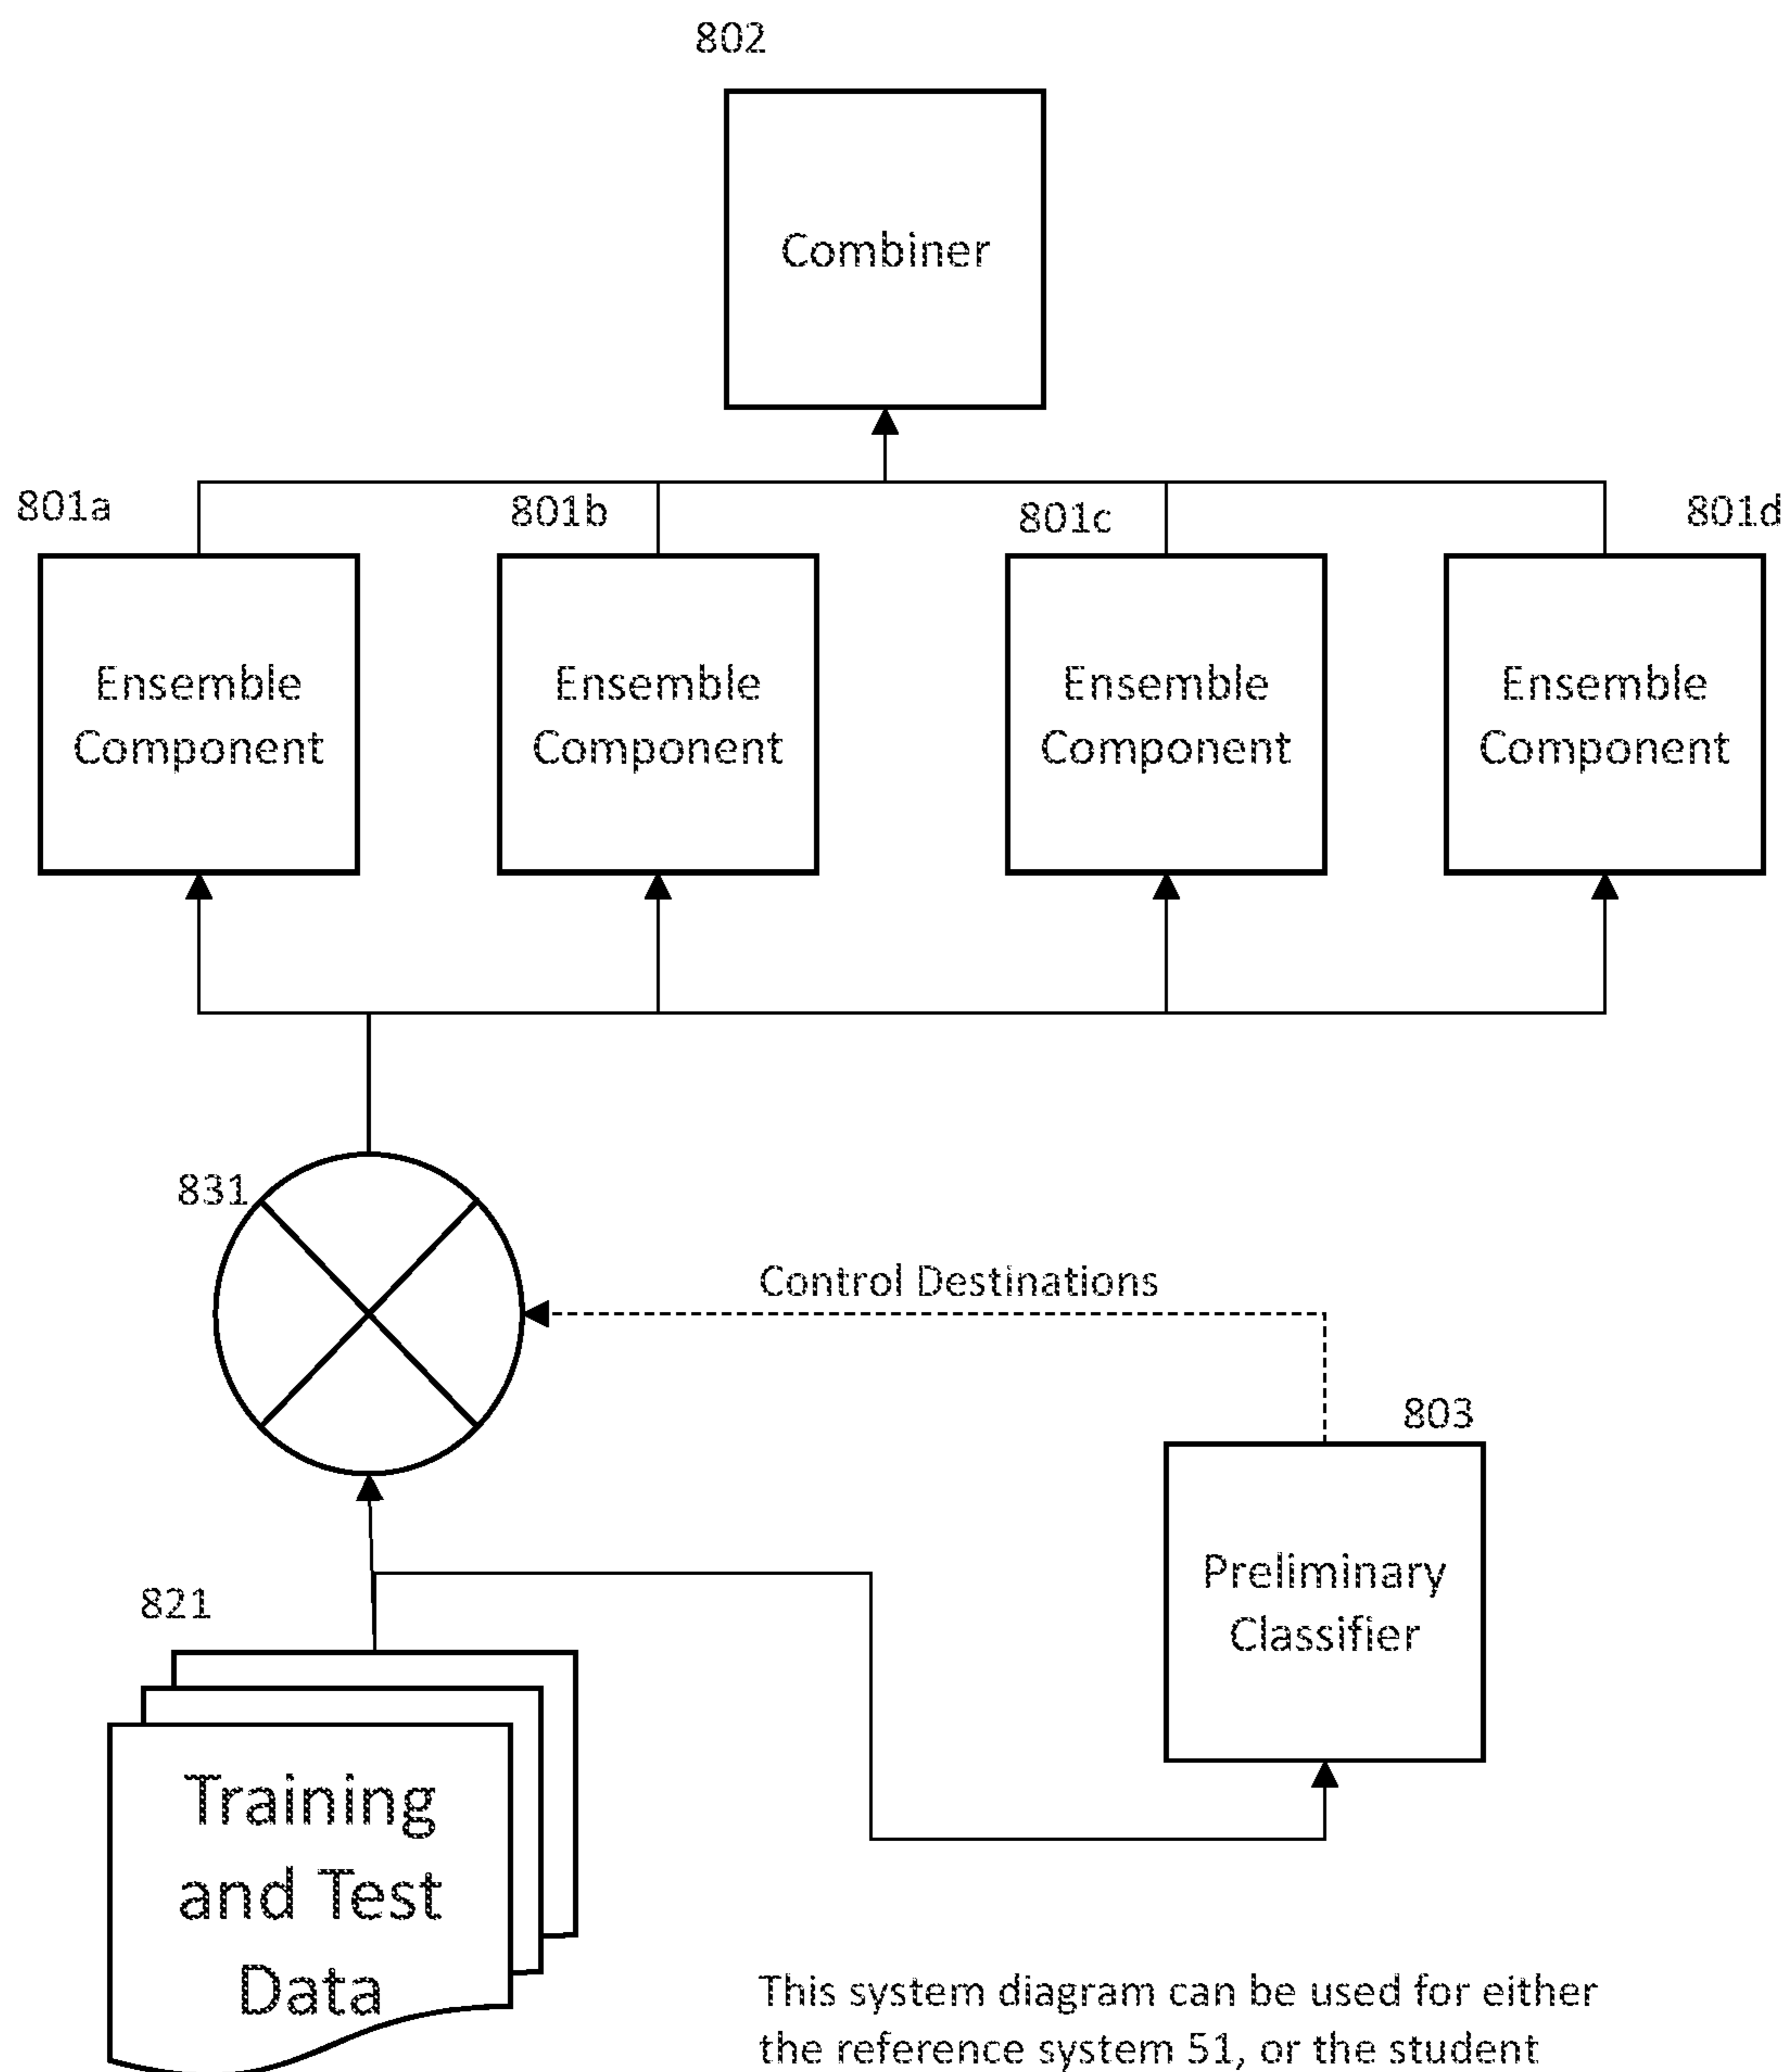 802
Combiner
801a
801b
801c
801d
Ensemble
Component
Ensemble
Component
Ensemble
Component
Ensemble
Component
831
Control Destinations
803
Preliminary
Classifier
821
Training
and Test
Data
This system diagram can be used for either
the reference system 51, or the student